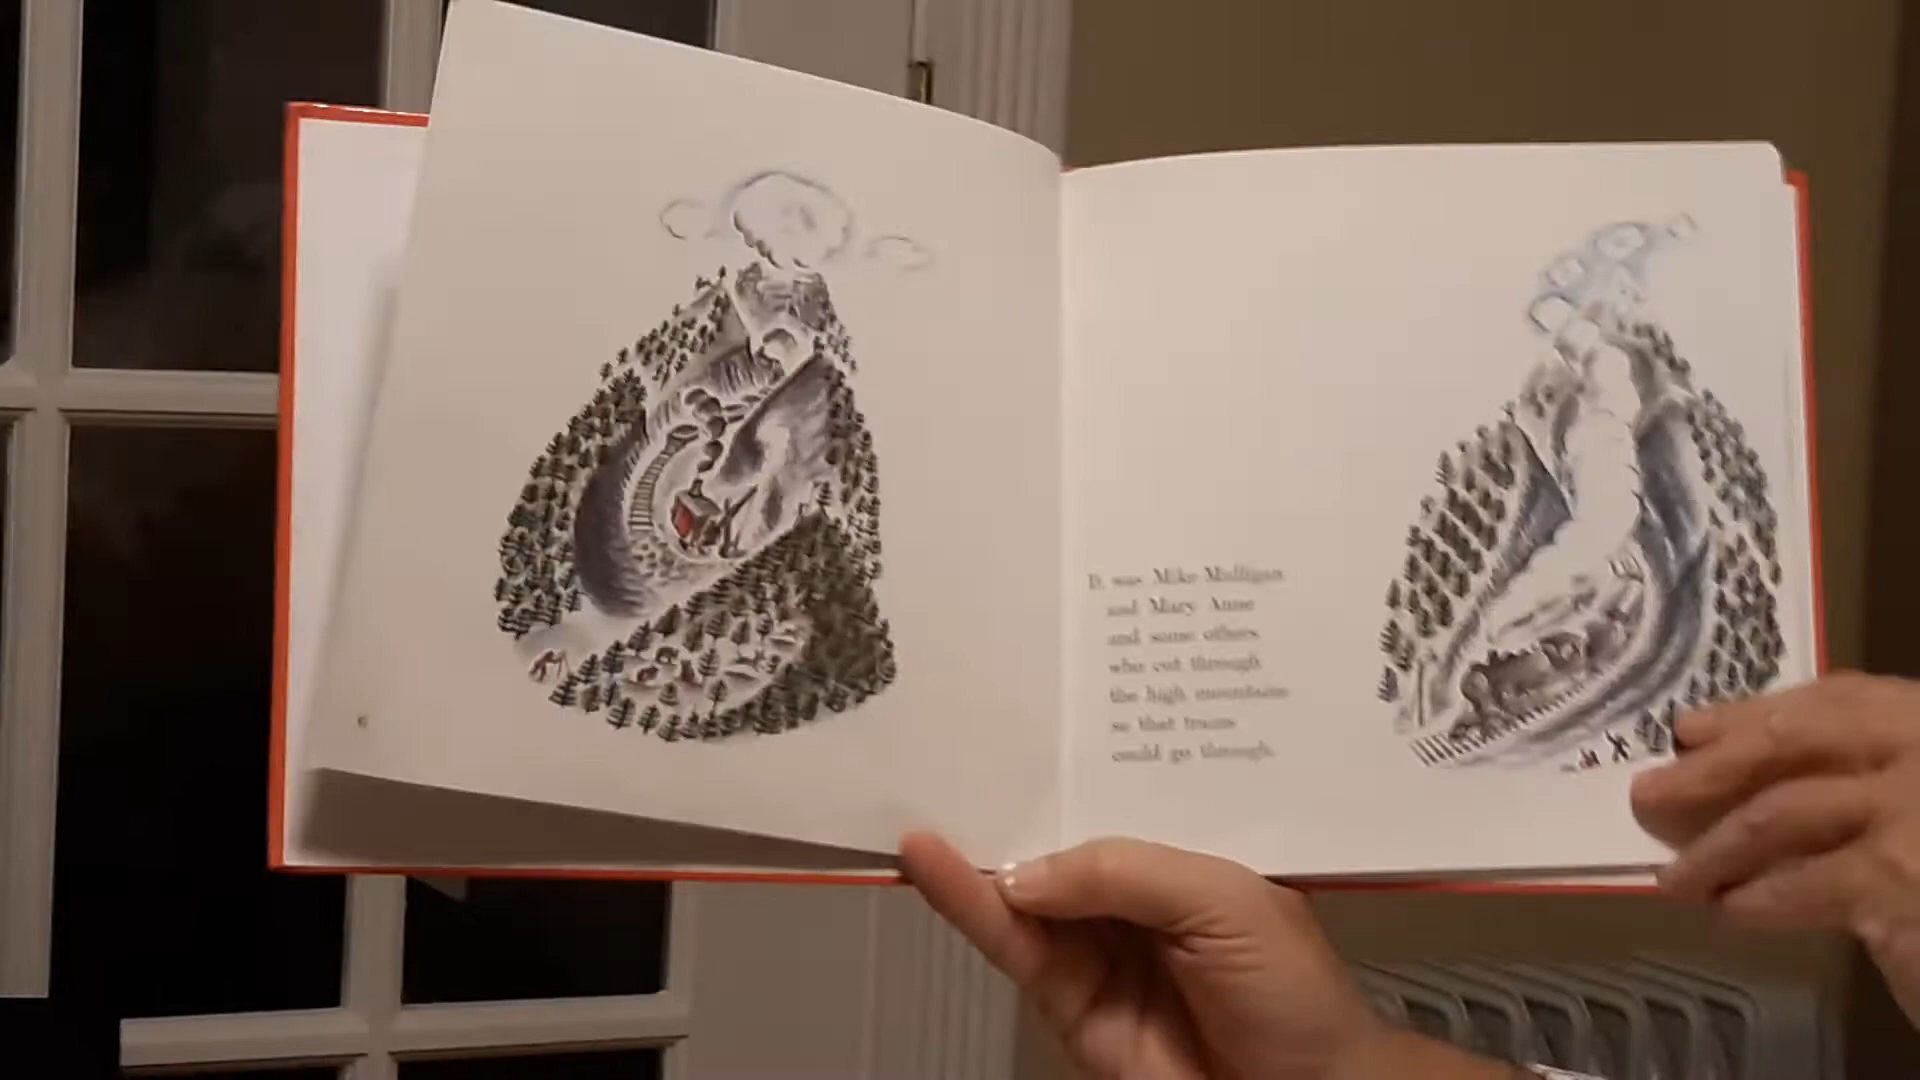 It was Mike Mulligan
and Mary Anne
and some others
who cut through
the high mountains
so that trains
could go through.
6